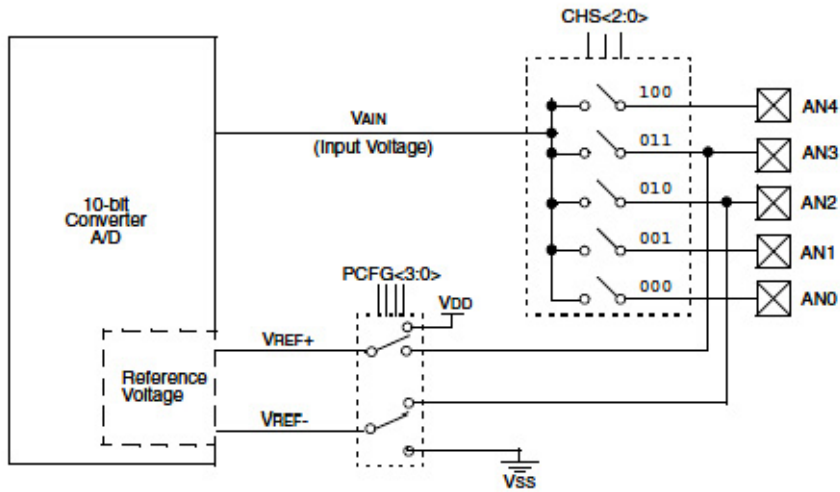 CHS<2:0>
100
AN4
VAIN
(Input Voltage)
011
AN3
010
AN2
10-bit
Converter
A/D
001
AN1
PCFG<3:0>
000
AN0
VDD
VREF+
Reference
Voltage
VREF-
VSS